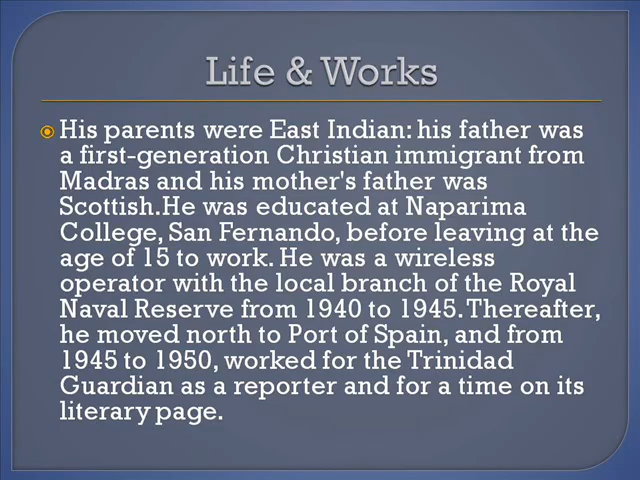 Life & Works
His parents were East Indian: his father was
a first-generation Christian immigrant from
Madras and his mother's father was
Scottish.He was educated at Naparima
College, San Fernando, before leaving at the
age of 15 to work. He was a wireless
operator with the local branch of the Royal
Naval Reserve from 1940 to 1945. Thereafter,
he moved north to Port of Spain, and from
1945 to 1950, worked for the Trinidad
Guardian as a reporter and for a time on its
literary page.